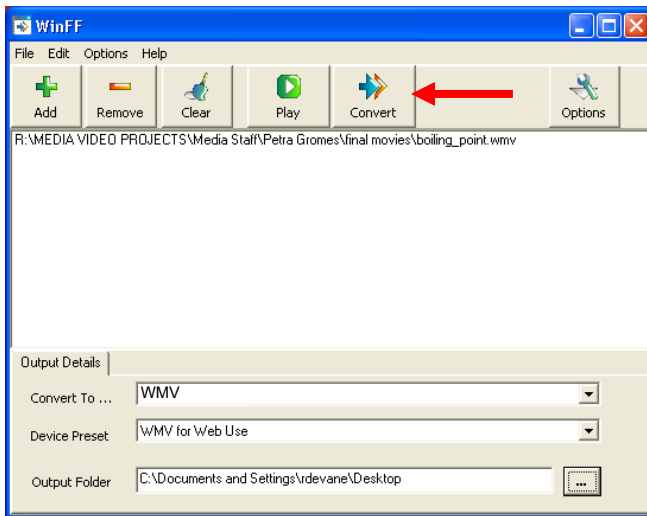 WinFF
File Edit Options Help
Add Remove Clear Play Convert Options
R:\MEDIA VIDEO PROJECTS\Media Staff\Petra Gromes\final movies\boiling_point.wmv
Output Details
Convert To ... WMV
Device Preset WMV for Web Use
Output Folder C:\Documents and Settings\rdevane\Desktop ...